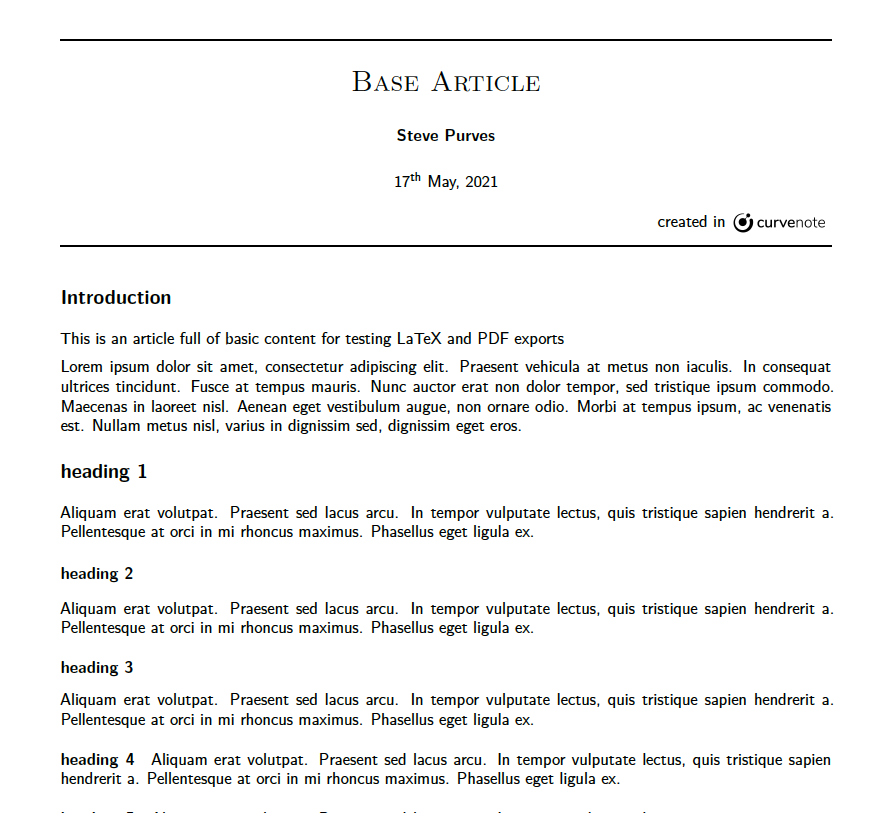 Base Article
Steve Purves
17th May, 2021
created in curvenote
Introduction
This is an article full of basic content for testing LaTeX and PDF exports
Lorem ipsum dolor sit amet, consectetur adipiscing elit. Praesent vehicula at metus non iaculis. In consequat
ultrices tincidunt. Fusce at tempus mauris. Nunc auctor erat non dolor tempor, sed tristique ipsum commodo.
Maecenas in laoreet nisl. Aenean eget vestibulum augue, non ornare odio. Morbi at tempus ipsum, ac venenatis
est. Nullam metus nisl, varius in dignissim sed, dignissim eget eros.
heading 1
Aliquam erat volutpat. Praesent sed lacus arcu. In tempor vulputate lectus, quis tristique sapien hendrerit a.
Pellentesque at orci in mi rhoncus maximus. Phasellus eget ligula ex.
heading 2
Aliquam erat volutpat. Praesent sed lacus arcu. In tempor vulputate lectus, quis tristique sapien hendrerit a.
Pellentesque at orci in mi rhoncus maximus. Phasellus eget ligula ex.
heading 3
Aliquam erat volutpat. Praesent sed lacus arcu. In tempor vulputate lectus, quis tristique sapien hendrerit a.
Pellentesque at orci in mi rhoncus maximus. Phasellus eget ligula ex.
heading 4 Aliquam erat volutpat. Praesent sed lacus arcu. In tempor vulputate lectus, quis tristique sapien
hendrerit a. Pellentesque at orci in mi rhoncus maximus. Phasellus eget ligula ex.